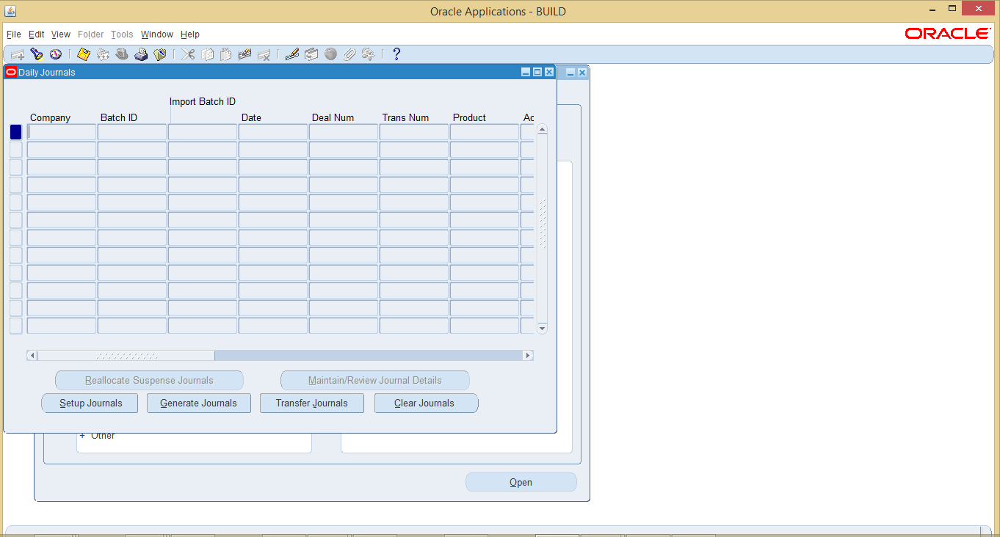 Oracle Applications - BUILD
File Edit View Folder Tools Window Help
ORACLE
Daily Journals
Import Batch ID
Company Batch ID Date Deal Num Trans Num Product Ac
Reallocate Suspense Journals Maintain/Review Journal Details
Setup Journals Generate Journals Transfer Journals Clear Journals
+ Other
Open